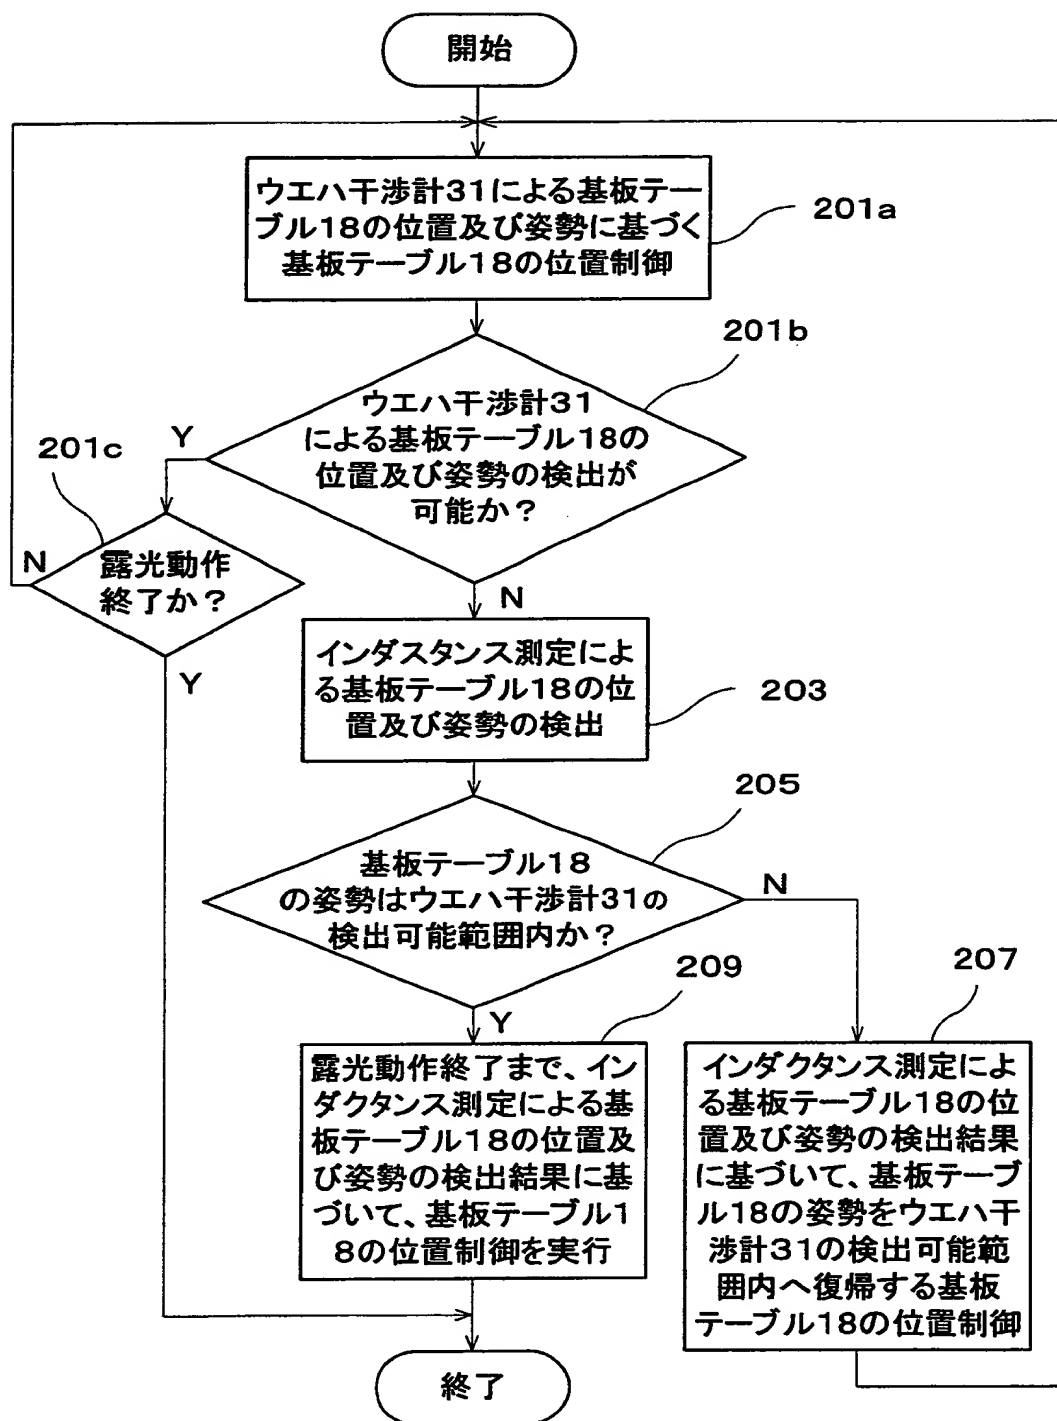 開始
ウエハ干渉計31による基板テー
ブル18の位置及び姿勢に基づく
基板テーブル18の位置制御
201a
201b
ウエハ干渉計31
による基板テーブル18の
位置及び姿勢の検出が
可能か?
Y
201c
N
露光動作
終了か?
N
Y
インダスタンス測定によ
る基板テーブル18の位
置及び姿勢の検出
203
205
基板テーブル18
の姿勢はウエハ干渉計31の
検出可能範囲内か?
N
209
207
Y
露光動作終了まで、イン
ダクタンス測定による基
板テーブル18の位置及
び姿勢の検出結果に基
づいて、基板テーブル1
8の位置制御を実行
インダクタンス測定によ
る基板テーブル18の位
置及び姿勢の検出結果
に基づいて、基板テーブ
ル18の姿勢をウエハ干
渉計31の検出可能範
囲内へ復帰する基板
テーブル18の位置制御
終了